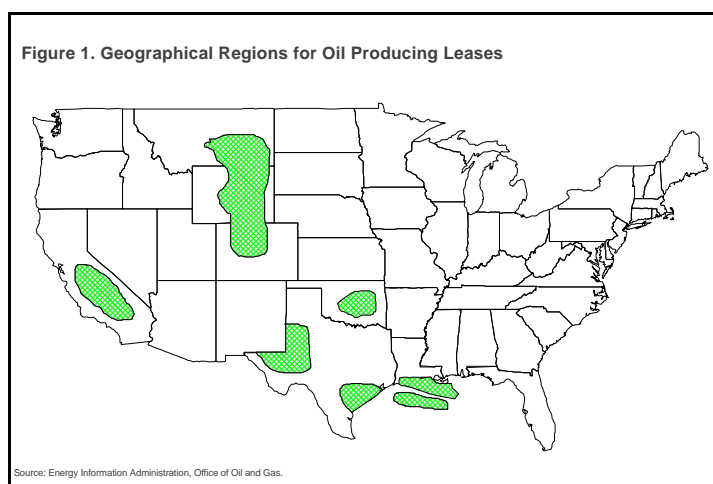 Figure 1. Geographical Regions for Oil Producing Leases
Source: Energy Information Administration, Office of Oil and Gas.